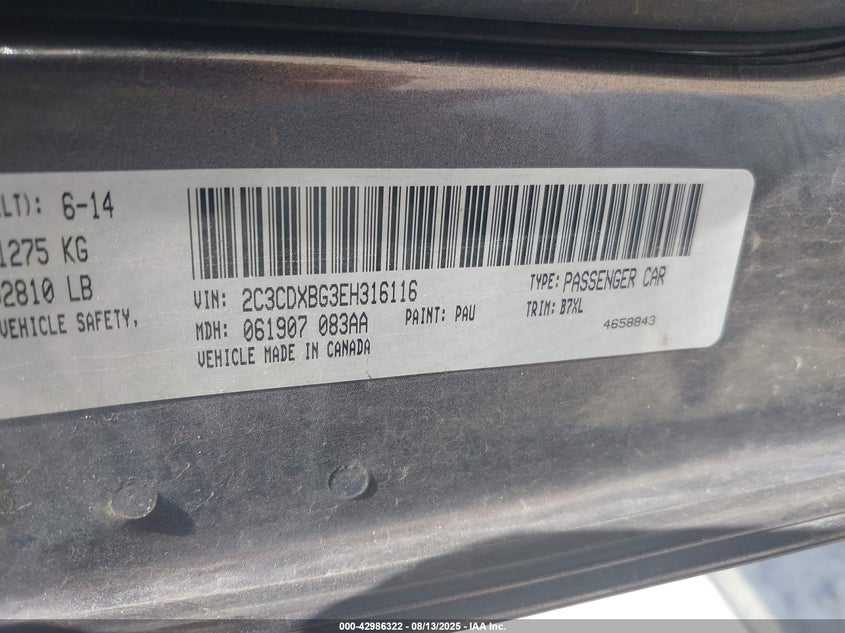 LT): 6-14
1275 KG
02810 LB
VEHICLE SAFETY,
VIN: 2C3CDXBG3EH316116
TYPE: PASSENGER CAR
MDH: 061907 083AA
PAINT: PAU
TRIM: B7XL
VEHICLE MADE IN CANADA
4658843
000-42986322 - 08/13/2025 - IAA Inc.